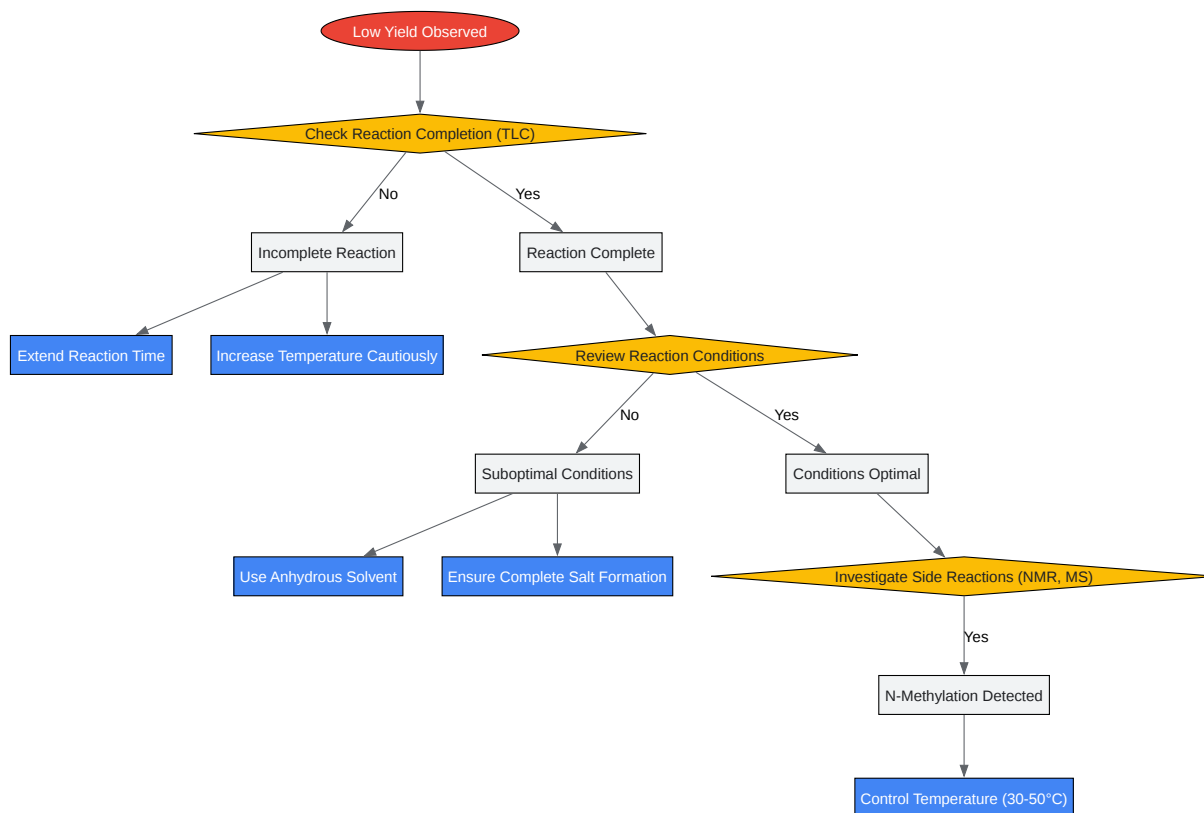 Low Yield Observed
Check Reaction Completion (TLC)
No
Yes
Incomplete Reaction
Reaction Complete
Extend Reaction Time
Increase Temperature Cautiously
Review Reaction Conditions
No
Yes
Suboptimal Conditions
Conditions Optimal
Use Anhydrous Solvent
Ensure Complete Salt Formation
Investigate Side Reactions (NMR, MS)
Yes
N-Methylation Detected
Control Temperature (30-50°C)